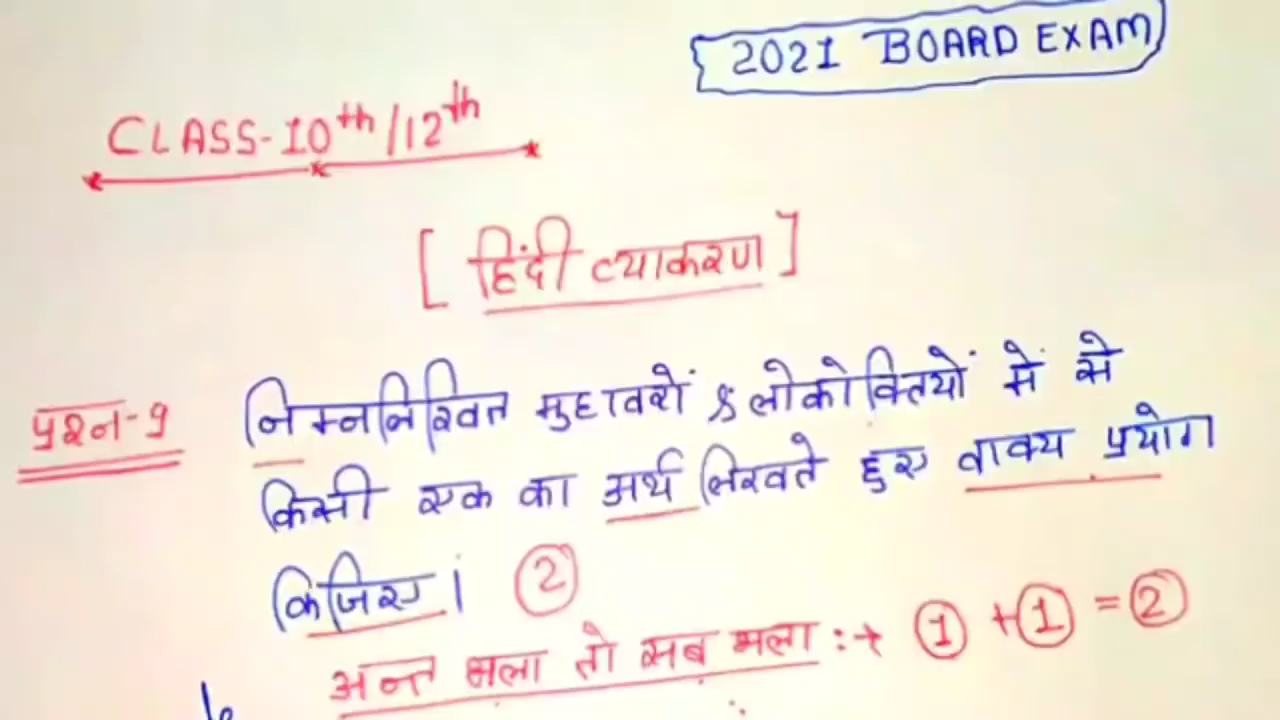 2021 BOARD EXAM
CLASS-10th/12th
[ हिंदी व्याकरण ]
प्रश्न-9 निम्नलिखित मुहावरों & लोकोक्तियों में से
किसी एक का अर्थ लिखते हुए वाक्य प्रयोग
किजिए। 2
अन्त भला तो सब भला :→ 1 + 1 = 2